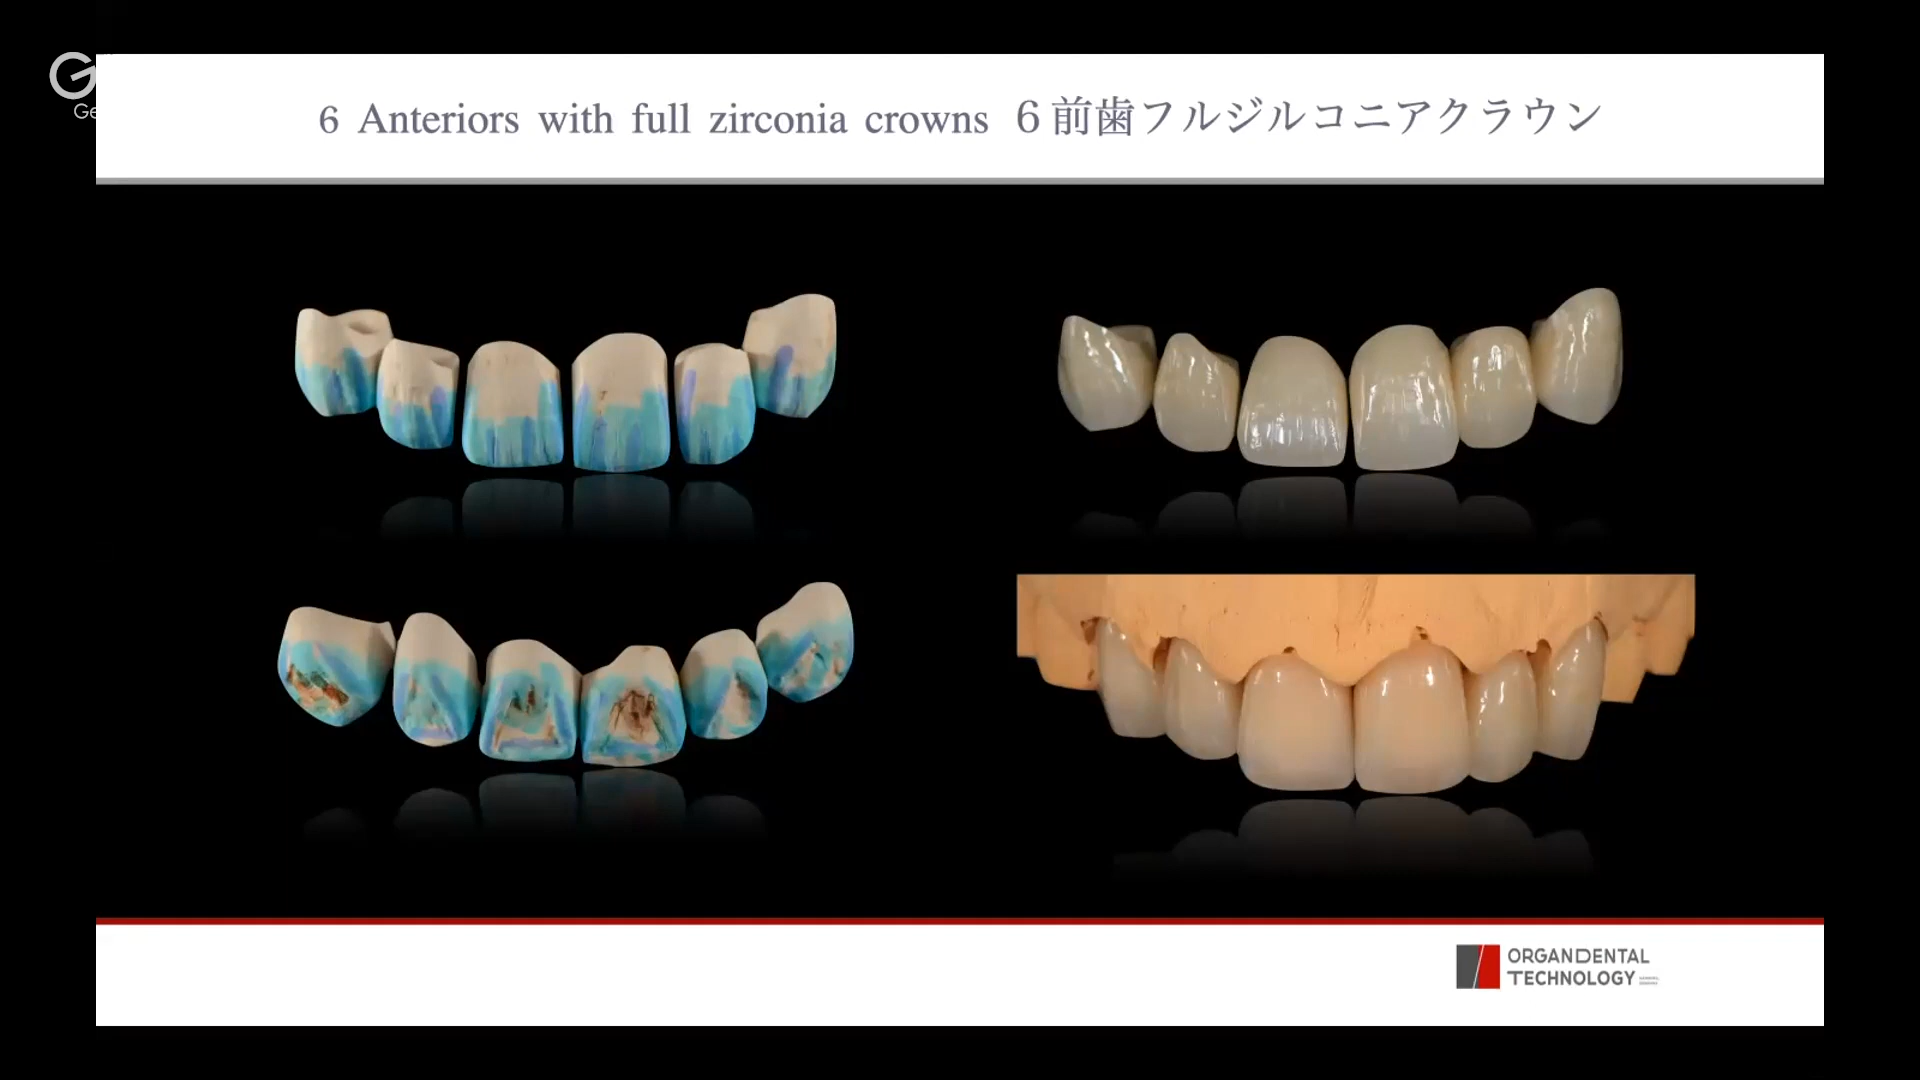 6 Anteriors with full zirconia crowns ６前歯フルジルコニアクラウン
Ge
ORGANDENTAL
TECHNOLOGY